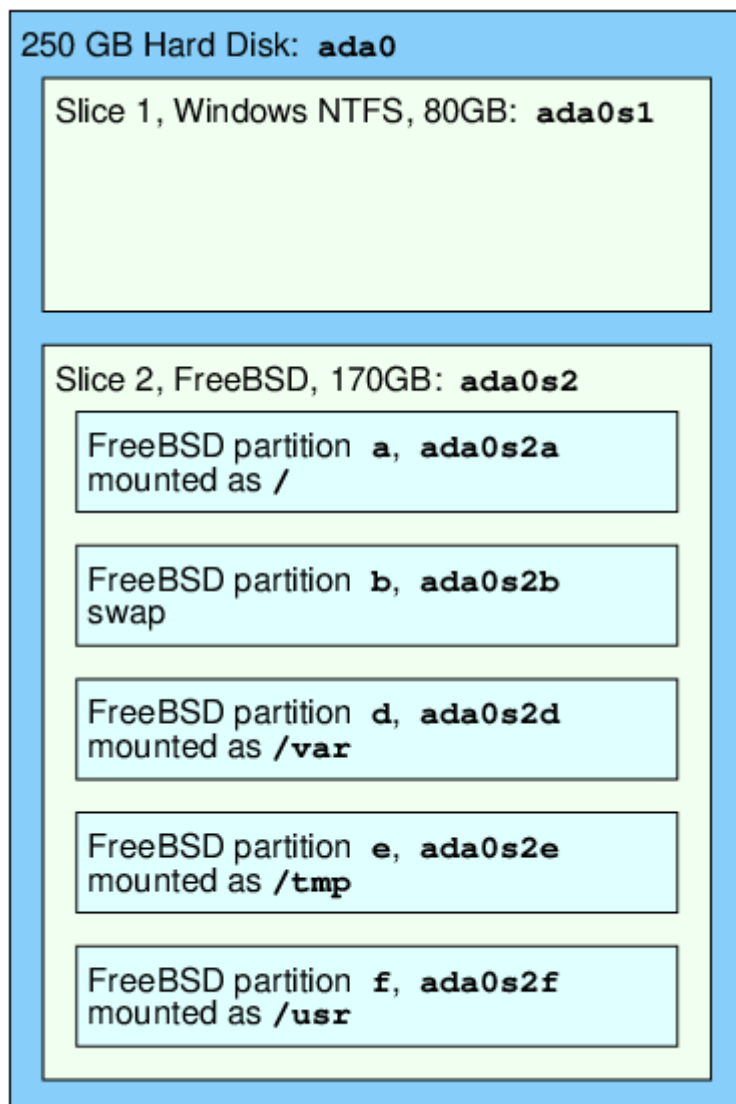 250 GB Hard Disk: ada0
Slice 1, Windows NTFS, 80GB: ada0s1
Slice 2, FreeBSD, 170GB: ada0s2
FreeBSD partition a, ada0s2a
mounted as /
FreeBSD partition b, ada0s2b
swap
FreeBSD partition d, ada0s2d
mounted as /var
FreeBSD partition e, ada0s2e
mounted as /tmp
FreeBSD partition f, ada0s2f
mounted as /usr